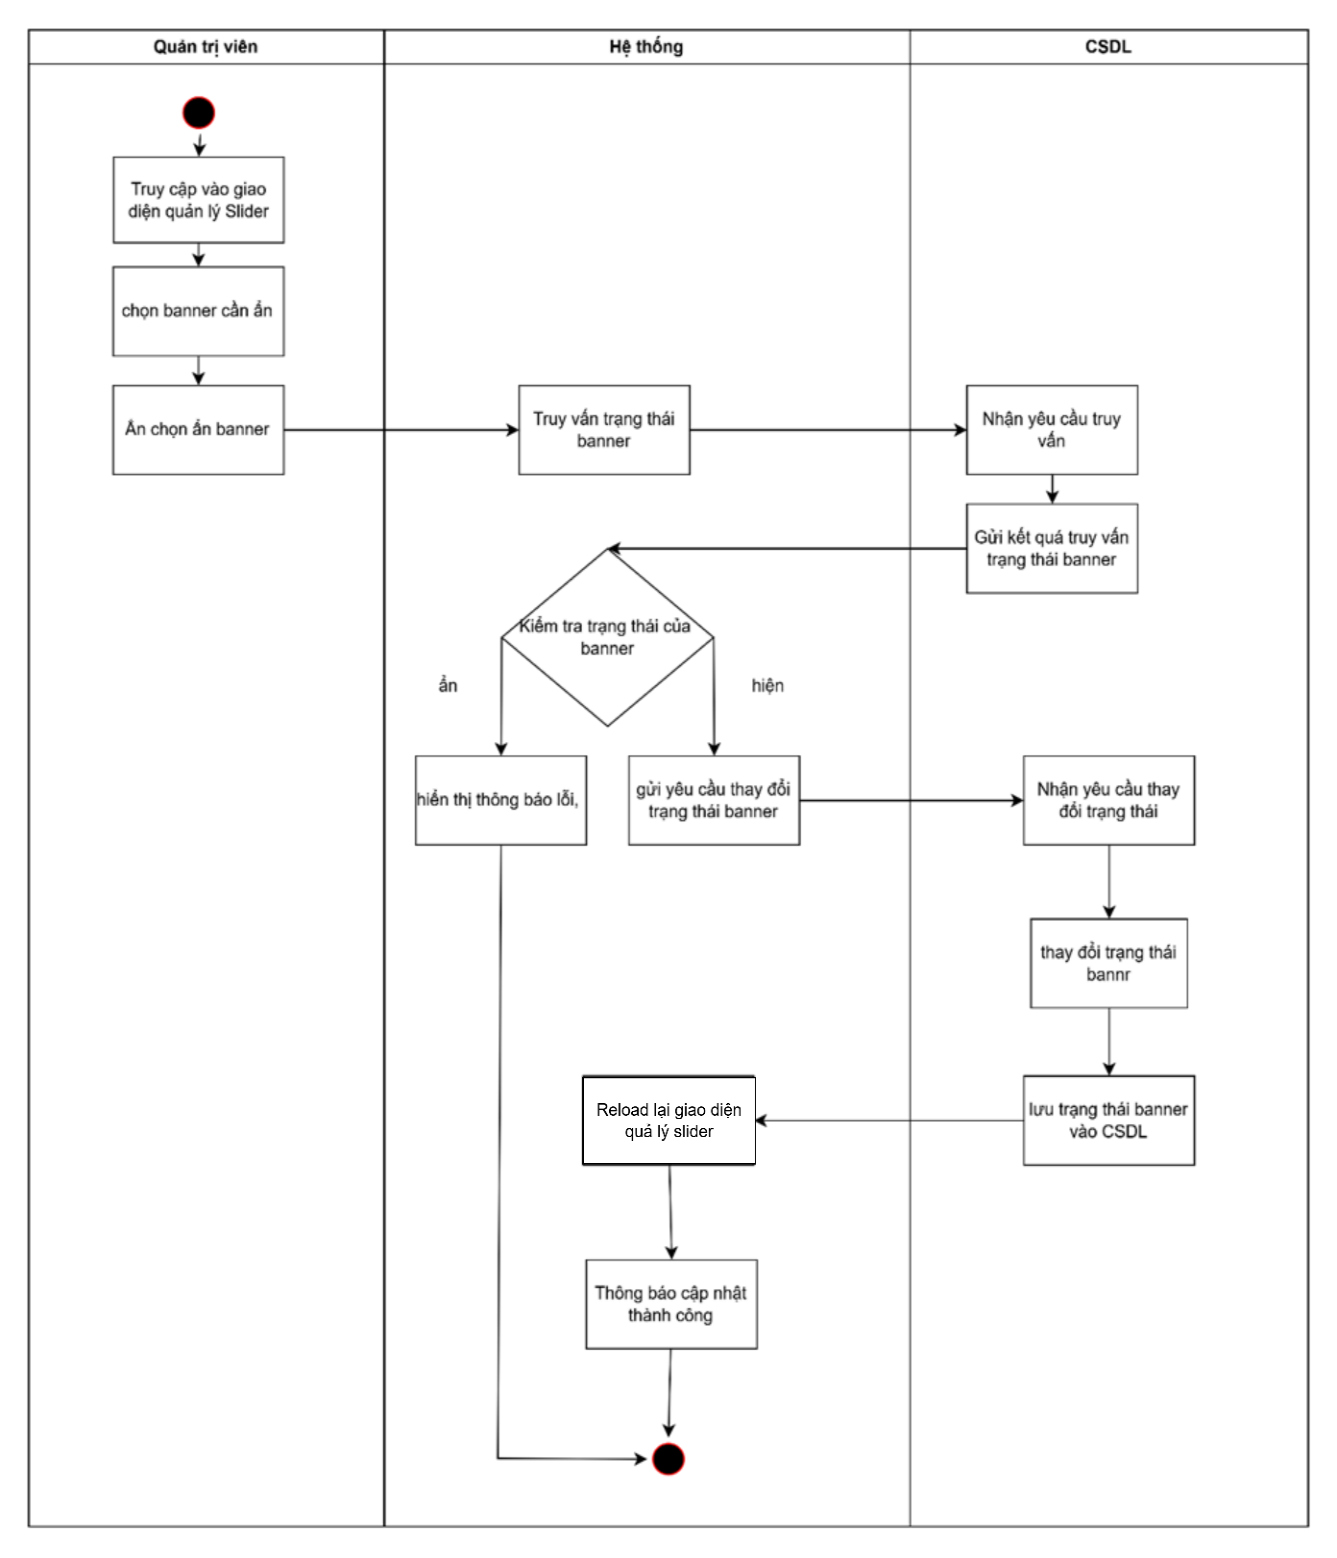 Quản trị viên
Hệ thống
CSDL
Truy cập vào giao
diện quản lý Slider
chọn banner cần ẩn
Ấn chọn ẩn banner
Truy vấn trạng thái
banner
Nhận yêu cầu truy
vấn
Gửi kết quả truy vấn
trạng thái banner
Kiểm tra trạng thái của
banner
ẩn
hiện
hiển thị thông báo lỗi,
gửi yêu cầu thay đổi
trạng thái banner
Nhận yêu cầu thay
đổi trạng thái
thay đổi trạng thái
bannr
lưu trạng thái banner
vào CSDL
Reload lại giao diện
quả lý slider
Thông báo cập nhật
thành công